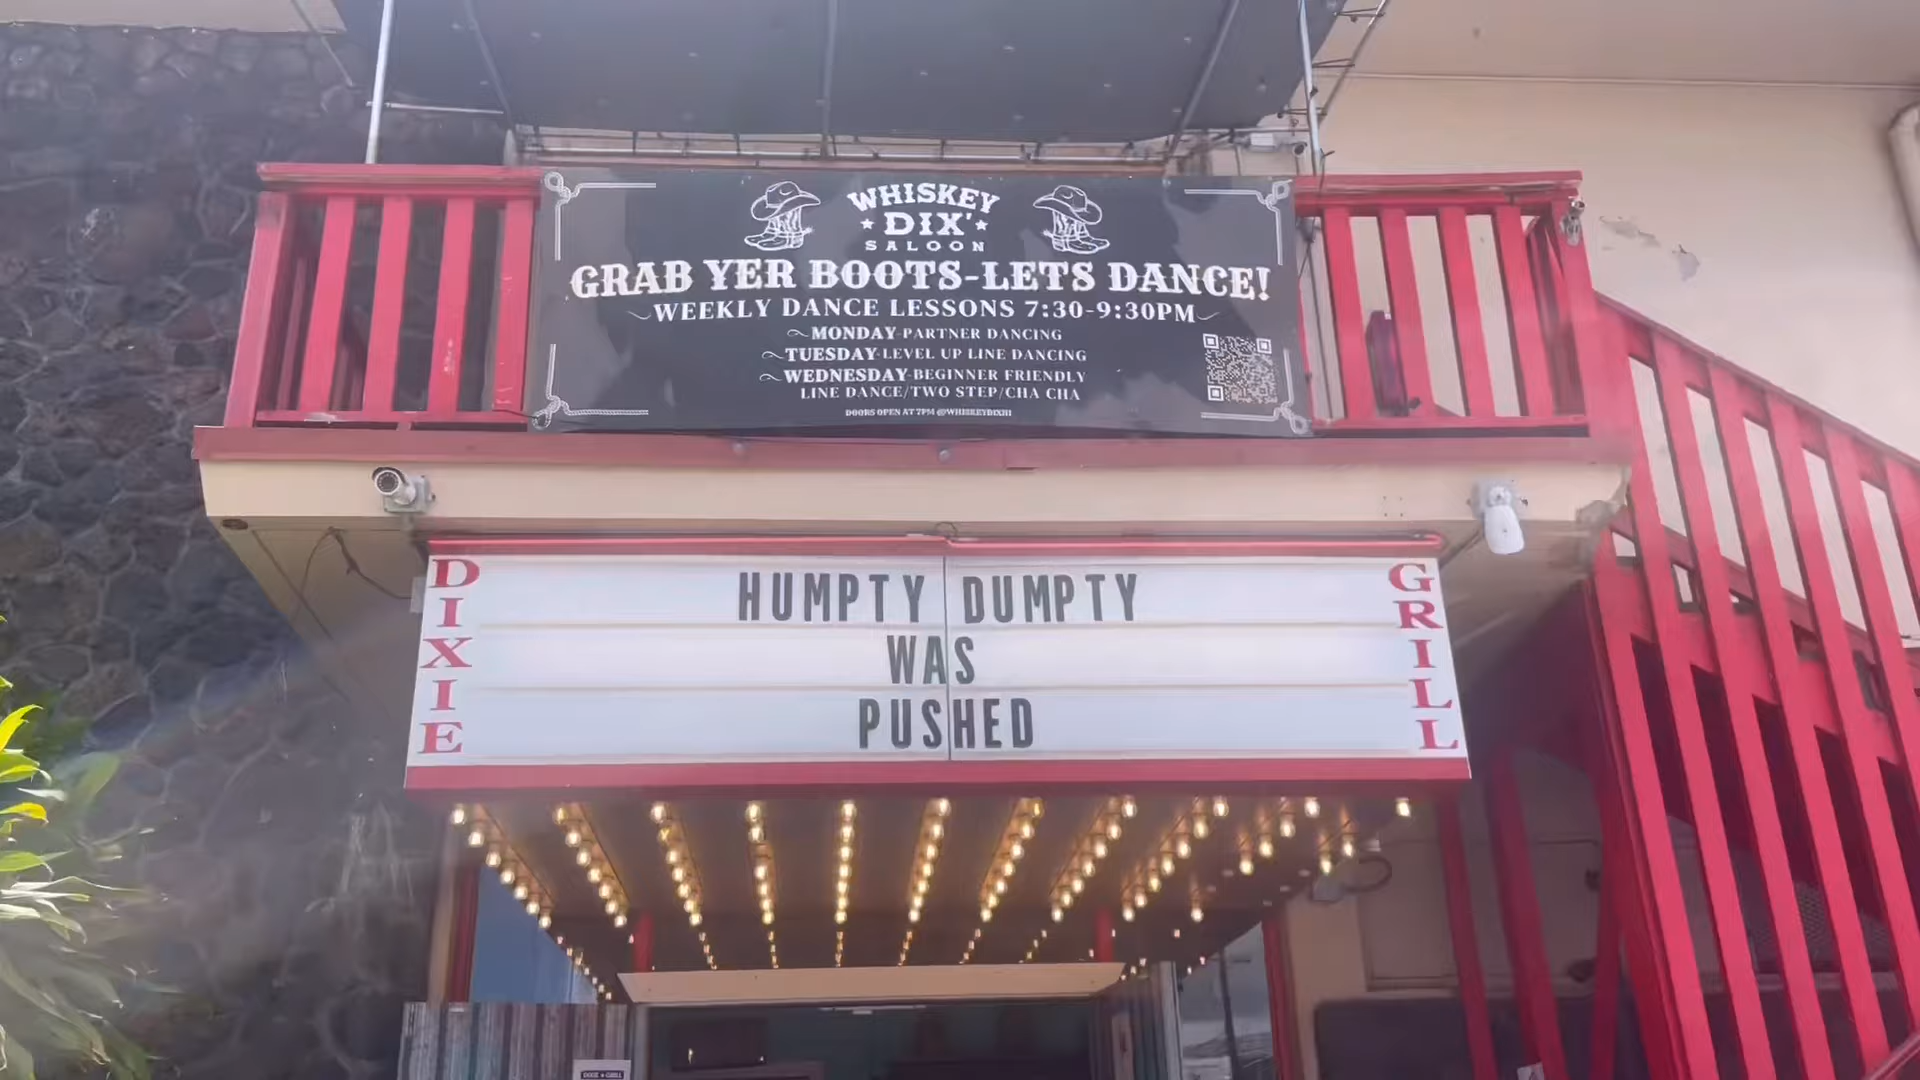 WHISKEY
DIX'
SALOON
GRAB YER BOOTS-LETS DANCE!
WEEKLY DANCE LESSONS 7:30-9:30PM
MONDAY-PARTNER DANCING
TUESDAY-LEVEL UP LINE DANCING
WEDNESDAY-BEGINNER FRIENDLY
LINE DANCE/TWO STEP/CHA CHA
DOORS OPEN AT 7PM @WHISKEYDIXHI
DIXIE
HUMPTY DUMPTY
WAS
PUSHED
GRILL
DIXIE GRILL